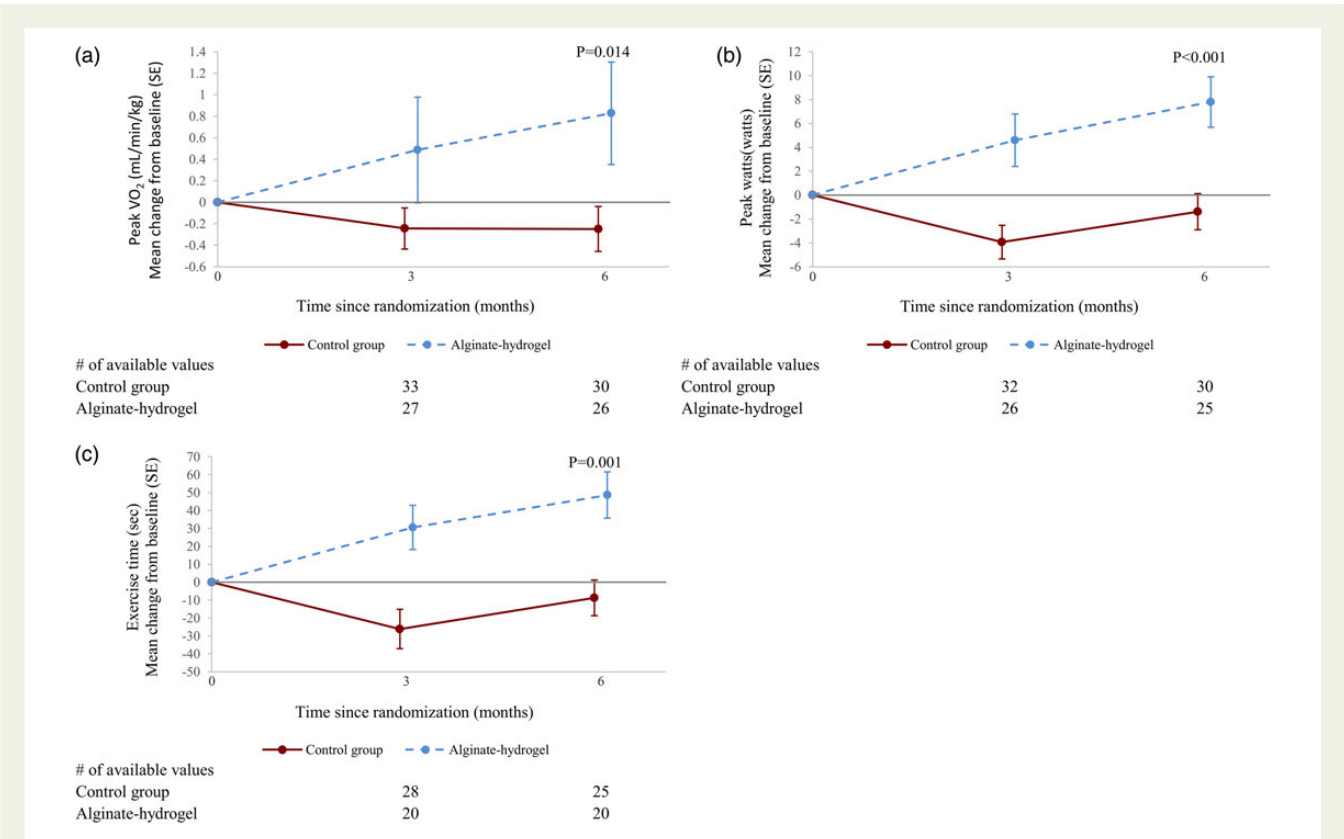 (a)
Peak VO2 (mL/min/kg)
Mean change from baseline (SE)
1.4
1.2
1
0.8
0.6
0.4
0.2
0
-0.2
-0.4
-0.6
P=0.014
0 3 6
Time since randomization (months)
Control group Alginate-hydrogel
# of available values
Control group 33 30
Alginate-hydrogel 27 26
(b)
Peak watts(watts)
Mean change from baseline (SE)
12
10
8
6
4
2
0
-2
-4
-6
P<0.001
0 3 6
Time since randomization (months)
Control group Alginate-hydrogel
# of available values
Control group 32 30
Alginate-hydrogel 26 25
(c)
Exercise time (sec)
Mean change from baseline (SE)
70
60
50
40
30
20
10
0
-10
-20
-30
-40
-50
P=0.001
0 3 6
Time since randomization (months)
Control group Alginate-hydrogel
# of available values
Control group 28 25
Alginate-hydrogel 20 20